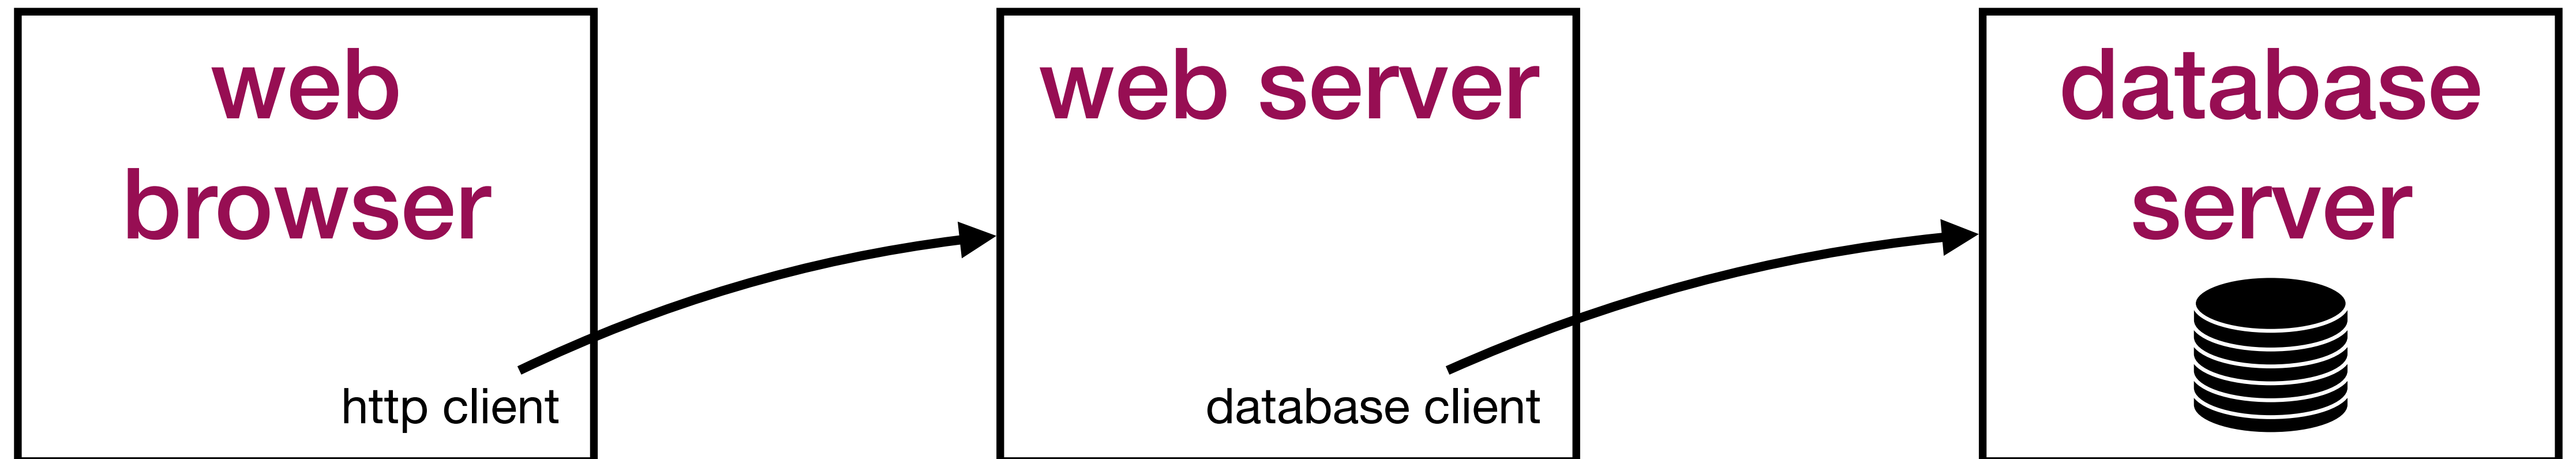 web
browser
http client
web server
database client
database
server